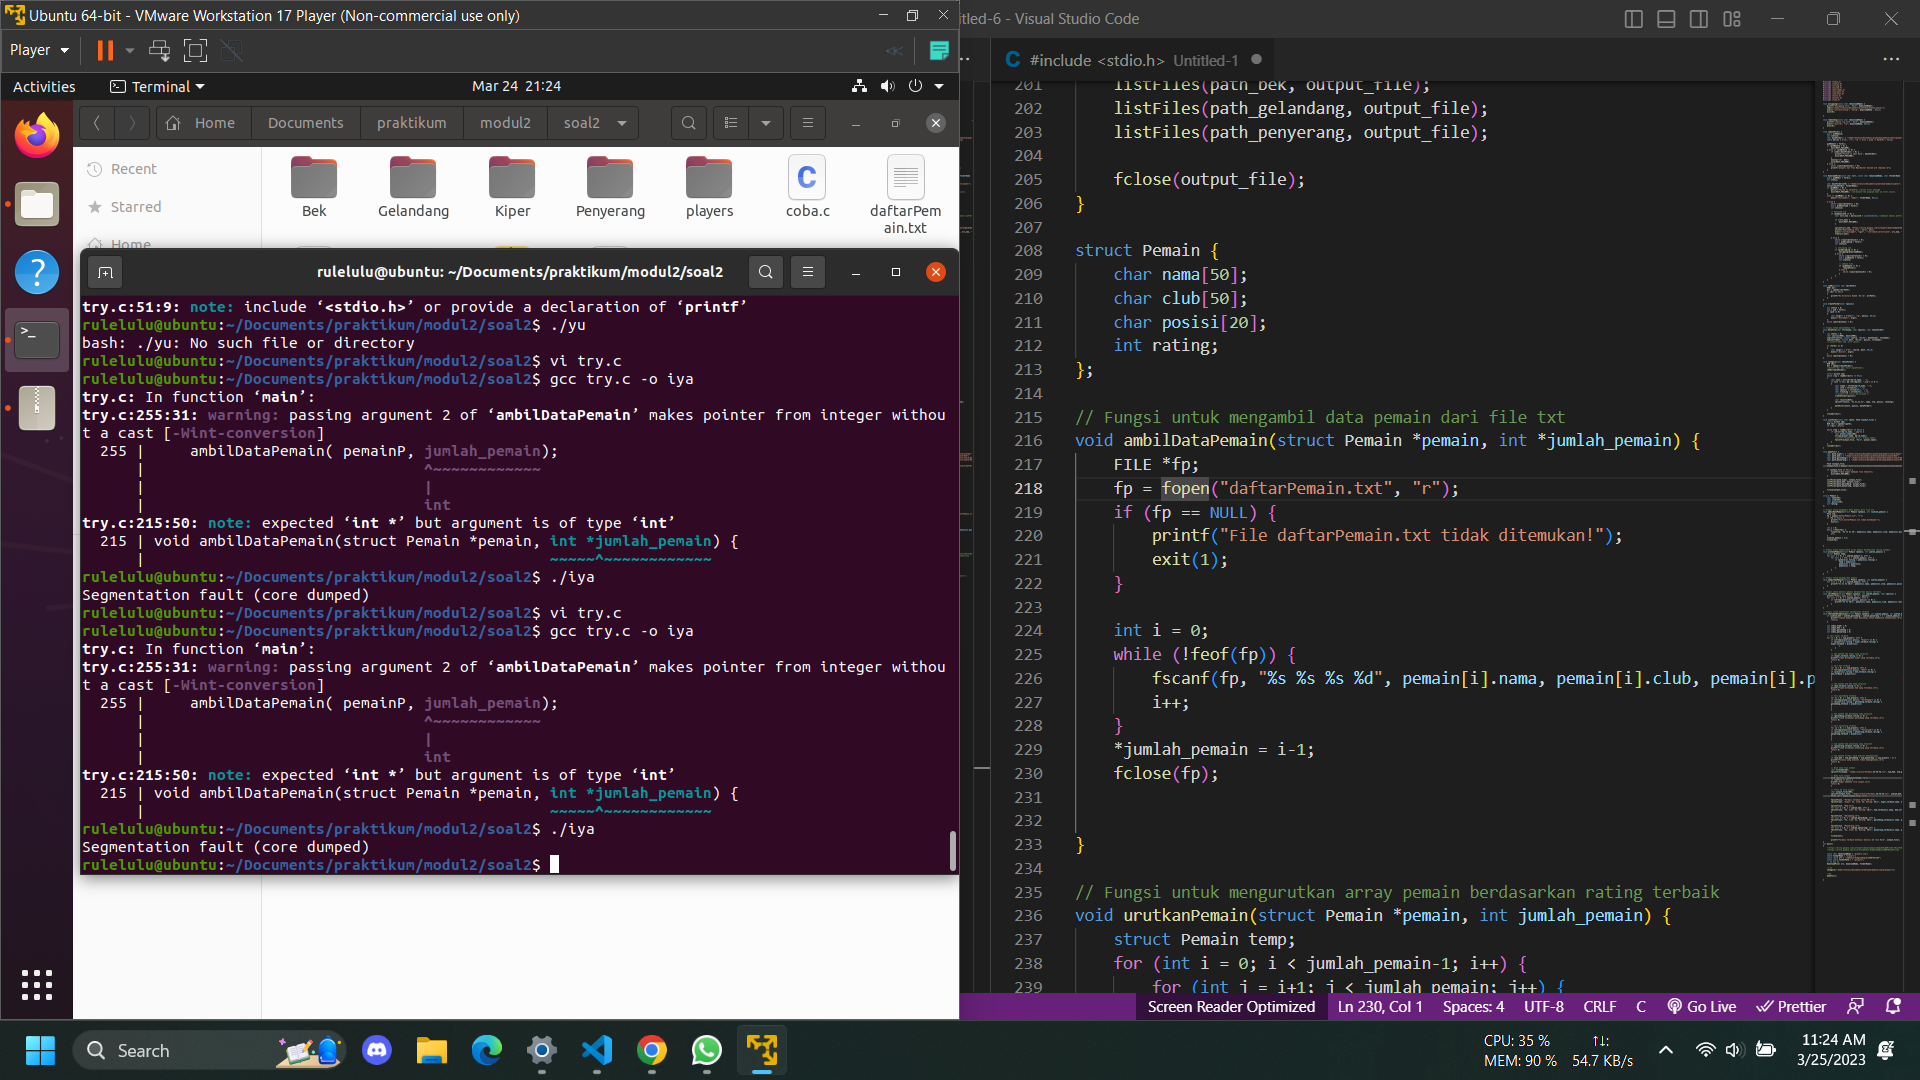 Ubuntu 64-bit - VMware Workstation 17 Player (Non-commercial use only)
Player
Activities
Terminal
Mar 24 21:24
Home
Documents
praktikum
modul2
soal2
Recent
Starred
Home
Bek
Gelandang
Kiper
Penyerang
players
coba.c
daftarPem
ain.txt
rulelulu@ubuntu: ~/Documents/praktikum/modul2/soal2
try.c:51:9: note: include ‘<stdio.h>’ or provide a declaration of ‘printf’
rulelulu@ubuntu:~/Documents/praktikum/modul2/soal2$ ./yu
bash: ./yu: No such file or directory
rulelulu@ubuntu:~/Documents/praktikum/modul2/soal2$ vi try.c
rulelulu@ubuntu:~/Documents/praktikum/modul2/soal2$ gcc try.c -o iya
try.c: In function ‘main’:
try.c:255:31: warning: passing argument 2 of ‘ambilDataPemain’ makes pointer from integer withou
t a cast [-Wint-conversion]
255 |     ambilDataPemain( pemainP, jumlah_pemain);
|                               ^~~~~~~~~~~~~
|                               |
|                               int
try.c:215:50: note: expected ‘int *’ but argument is of type ‘int’
215 | void ambilDataPemain(struct Pemain *pemain, int *jumlah_pemain) {
|                                             ~~~~~^~~~~~~~~~~~~
rulelulu@ubuntu:~/Documents/praktikum/modul2/soal2$ ./iya
Segmentation fault (core dumped)
rulelulu@ubuntu:~/Documents/praktikum/modul2/soal2$ vi try.c
rulelulu@ubuntu:~/Documents/praktikum/modul2/soal2$ gcc try.c -o iya
try.c: In function ‘main’:
try.c:255:31: warning: passing argument 2 of ‘ambilDataPemain’ makes pointer from integer withou
t a cast [-Wint-conversion]
255 |     ambilDataPemain( pemainP, jumlah_pemain);
|                               ^~~~~~~~~~~~~
|                               |
|                               int
try.c:215:50: note: expected ‘int *’ but argument is of type ‘int’
215 | void ambilDataPemain(struct Pemain *pemain, int *jumlah_pemain) {
|                                             ~~~~~^~~~~~~~~~~~~
rulelulu@ubuntu:~/Documents/praktikum/modul2/soal2$ ./iya
Segmentation fault (core dumped)
rulelulu@ubuntu:~/Documents/praktikum/modul2/soal2$
itled-6 - Visual Studio Code
C #include <stdio.h> Untitled-1
201 listFiles(path_bek, output_file);
202 listFiles(path_gelandang, output_file);
203 listFiles(path_penyerang, output_file);
204
205 fclose(output_file);
206 }
207
208 struct Pemain {
209 char nama[50];
210 char club[50];
211 char posisi[20];
212 int rating;
213 };
214
215 // Fungsi untuk mengambil data pemain dari file txt
216 void ambilDataPemain(struct Pemain *pemain, int *jumlah_pemain) {
217 FILE *fp;
218 fp = fopen("daftarPemain.txt", "r");
219 if (fp == NULL) {
220 printf("File daftarPemain.txt tidak ditemukan!");
221 exit(1);
222 }
223
224 int i = 0;
225 while (!feof(fp)) {
226 fscanf(fp, "%s %s %s %d", pemain[i].nama, pemain[i].club, pemain[i].p
227 i++;
228 }
229 *jumlah_pemain = i-1;
230 fclose(fp);
231
232
233 }
234
235 // Fungsi untuk mengurutkan array pemain berdasarkan rating terbaik
236 void urutkanPemain(struct Pemain *pemain, int jumlah_pemain) {
237 struct Pemain temp;
238 for (int i = 0; i < jumlah_pemain-1; i++) {
239 for (int j = i+1; j < jumlah_pemain; j++) {
Screen Reader Optimized
Ln 230, Col 1
Spaces: 4
UTF-8
CRLF
C
Go Live
Prettier
Search
CPU: 35 %
MEM: 90 %
54.7 KB/s
11:24 AM
3/25/2023